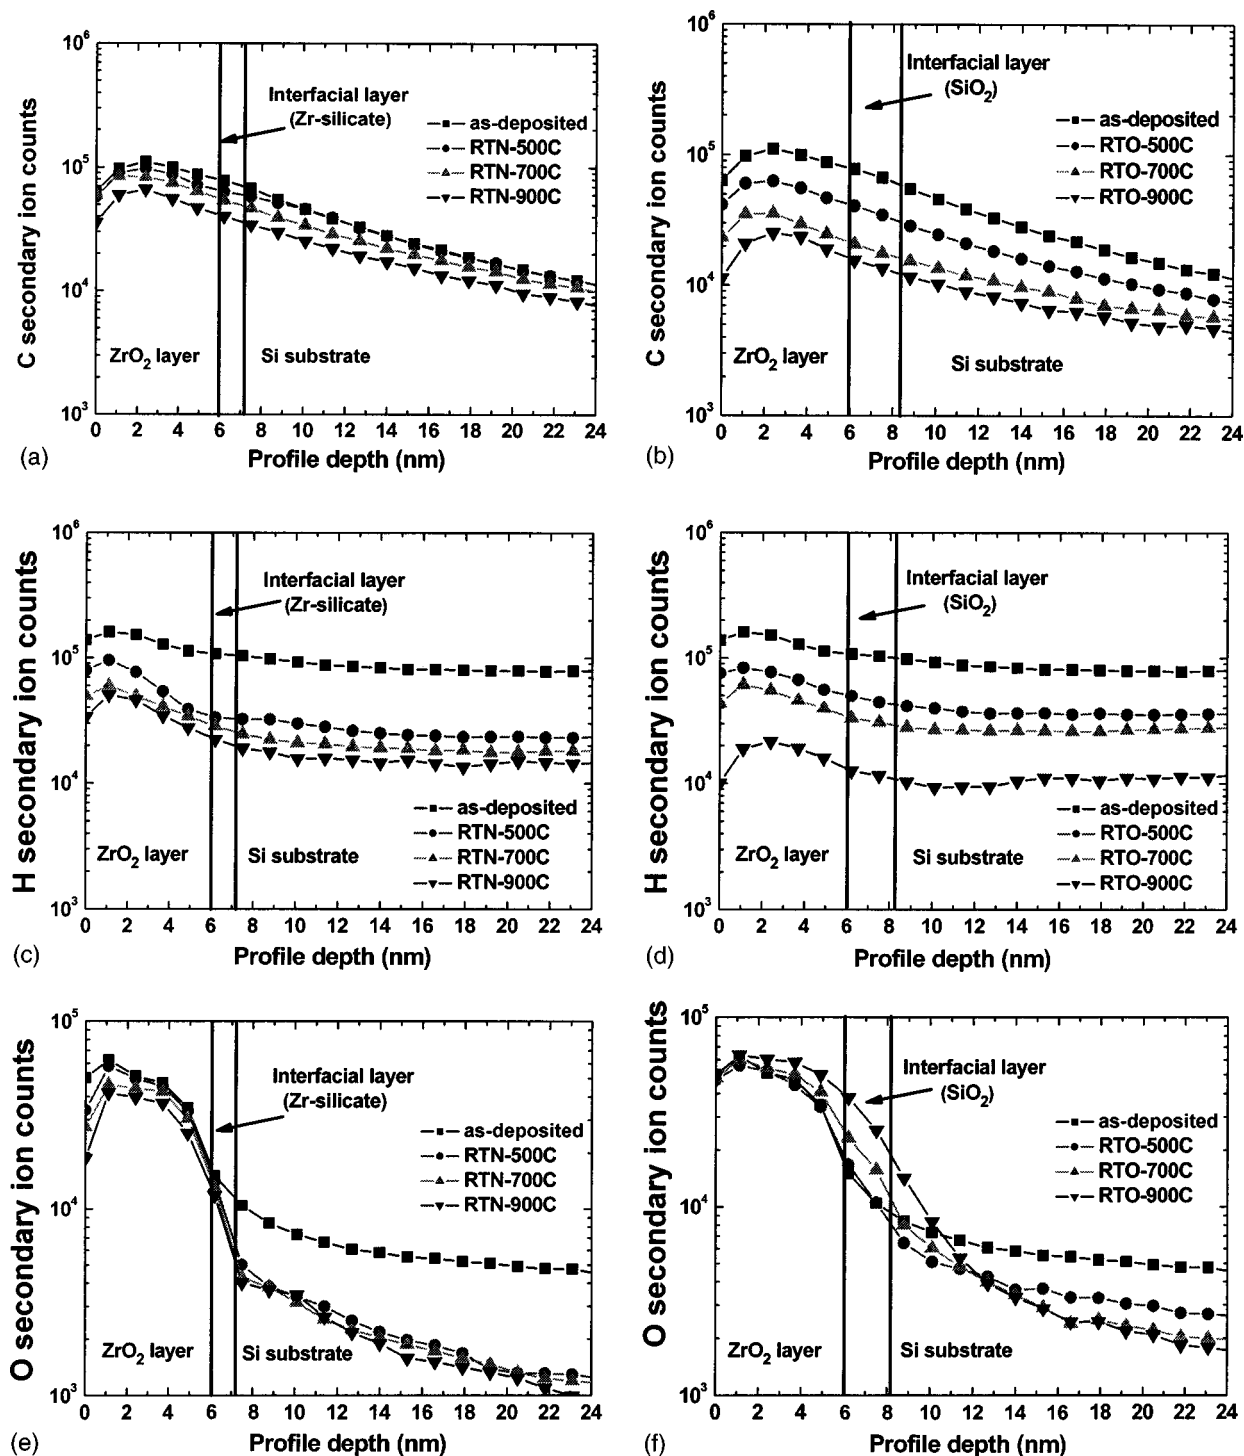 C secondary ion counts
10⁶
10⁵
10⁴
10³
Interfacial layer
(Zr-silicate)
as-deposited
RTN-500C
RTN-700C
RTN-900C
ZrO₂ layer
Si substrate
0 2 4 6 8 10 12 14 16 18 20 22 24
Profile depth (nm)
(a)
C secondary ion counts
10⁶
10⁵
10⁴
10³
Interfacial layer
(SiO₂)
as-deposited
RTO-500C
RTO-700C
RTO-900C
ZrO₂ layer
Si substrate
0 2 4 6 8 10 12 14 16 18 20 22 24
Profile depth (nm)
(b)
H secondary ion counts
10⁶
10⁵
10⁴
10³
Interfacial layer
(Zr-silicate)
as-deposited
RTN-500C
RTN-700C
RTN-900C
ZrO₂ layer
Si substrate
0 2 4 6 8 10 12 14 16 18 20 22 24
Profile depth (nm)
(c)
H secondary ion counts
10⁶
10⁵
10⁴
10³
Interfacial layer
(SiO₂)
as-deposited
RTO-500C
RTO-700C
RTO-900C
ZrO₂ layer
Si substrate
0 2 4 6 8 10 12 14 16 18 20 22 24
Profile depth (nm)
(d)
O secondary ion counts
10⁵
10⁴
10³
Interfacial layer
(Zr-silicate)
as-deposited
RTN-500C
RTN-700C
RTN-900C
ZrO₂ layer
Si substrate
0 2 4 6 8 10 12 14 16 18 20 22 24
Profile depth (nm)
(e)
O secondary ion counts
10⁵
10⁴
10³
Interfacial layer
(SiO₂)
as-deposited
RTO-500C
RTO-700C
RTO-900C
ZrO₂ layer
Si substrate
0 2 4 6 8 10 12 14 16 18 20 22 24
Profile depth (nm)
(f)